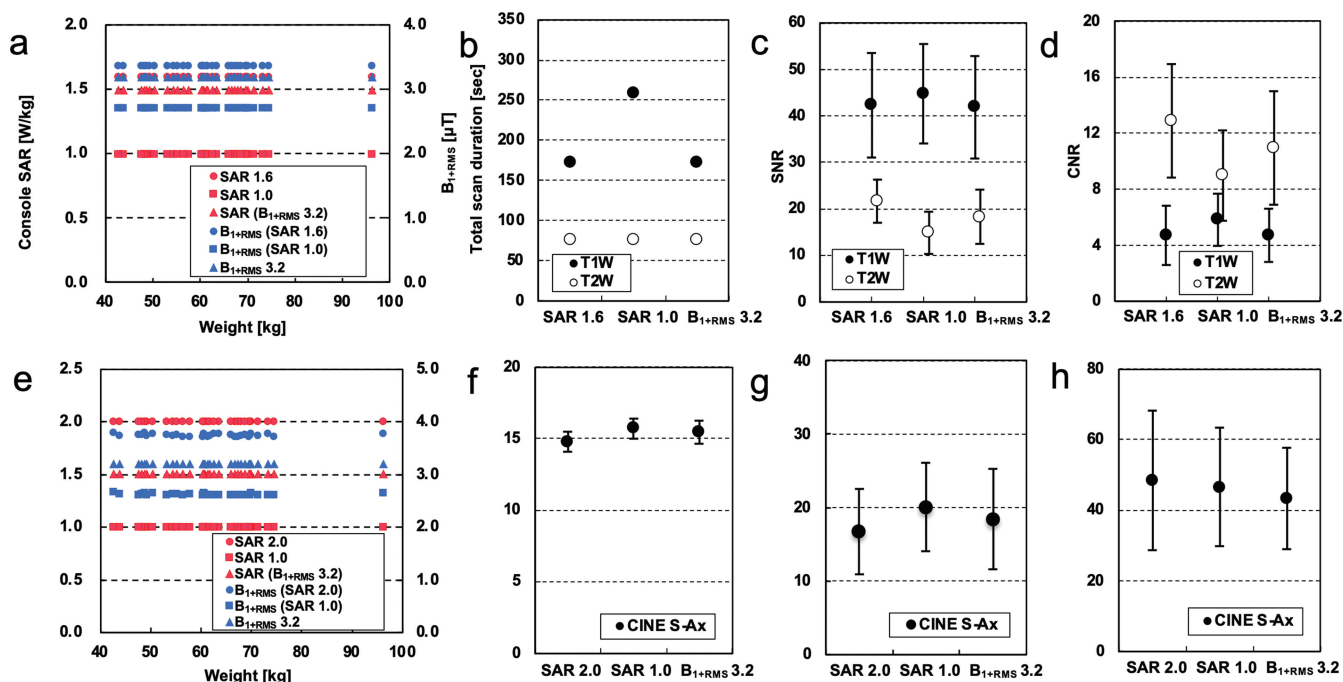 a
Console SAR [W/kg]
2.0
1.5
1.0
0.5
0.0
4.0
3.0
2.0
1.0
0.0
B1+RMS [μT]
SAR 1.6
SAR 1.0
SAR (B1+RMS 3.2)
B1+RMS (SAR 1.6)
B1+RMS (SAR 1.0)
B1+RMS 3.2
40 50 60 70 80 90 100
Weight [kg]
b
Total scan duration [sec]
350
300
250
200
150
100
50
0
T1W
T2W
SAR 1.6 SAR 1.0 B1+RMS 3.2
c
SNR
60
50
40
30
20
10
0
T1W
T2W
SAR 1.6 SAR 1.0 B1+RMS 3.2
d
CNR
20
16
12
8
4
0
T1W
T2W
SAR 1.6 SAR 1.0 B1+RMS 3.2
e
2.5
2.0
1.5
1.0
0.5
0.0
5.0
4.0
3.0
2.0
1.0
0.0
SAR 2.0
SAR 1.0
SAR (B1+RMS 3.2)
B1+RMS (SAR 2.0)
B1+RMS (SAR 1.0)
B1+RMS 3.2
40 50 60 70 80 90 100
Weight [kg]
f
20
15
10
5
0
CINE S-Ax
SAR 2.0 SAR 1.0 B1+RMS 3.2
g
40
30
20
10
0
CINE S-Ax
SAR 2.0 SAR 1.0 B1+RMS 3.2
h
80
60
40
20
0
CINE S-Ax
SAR 2.0 SAR 1.0 B1+RMS 3.2